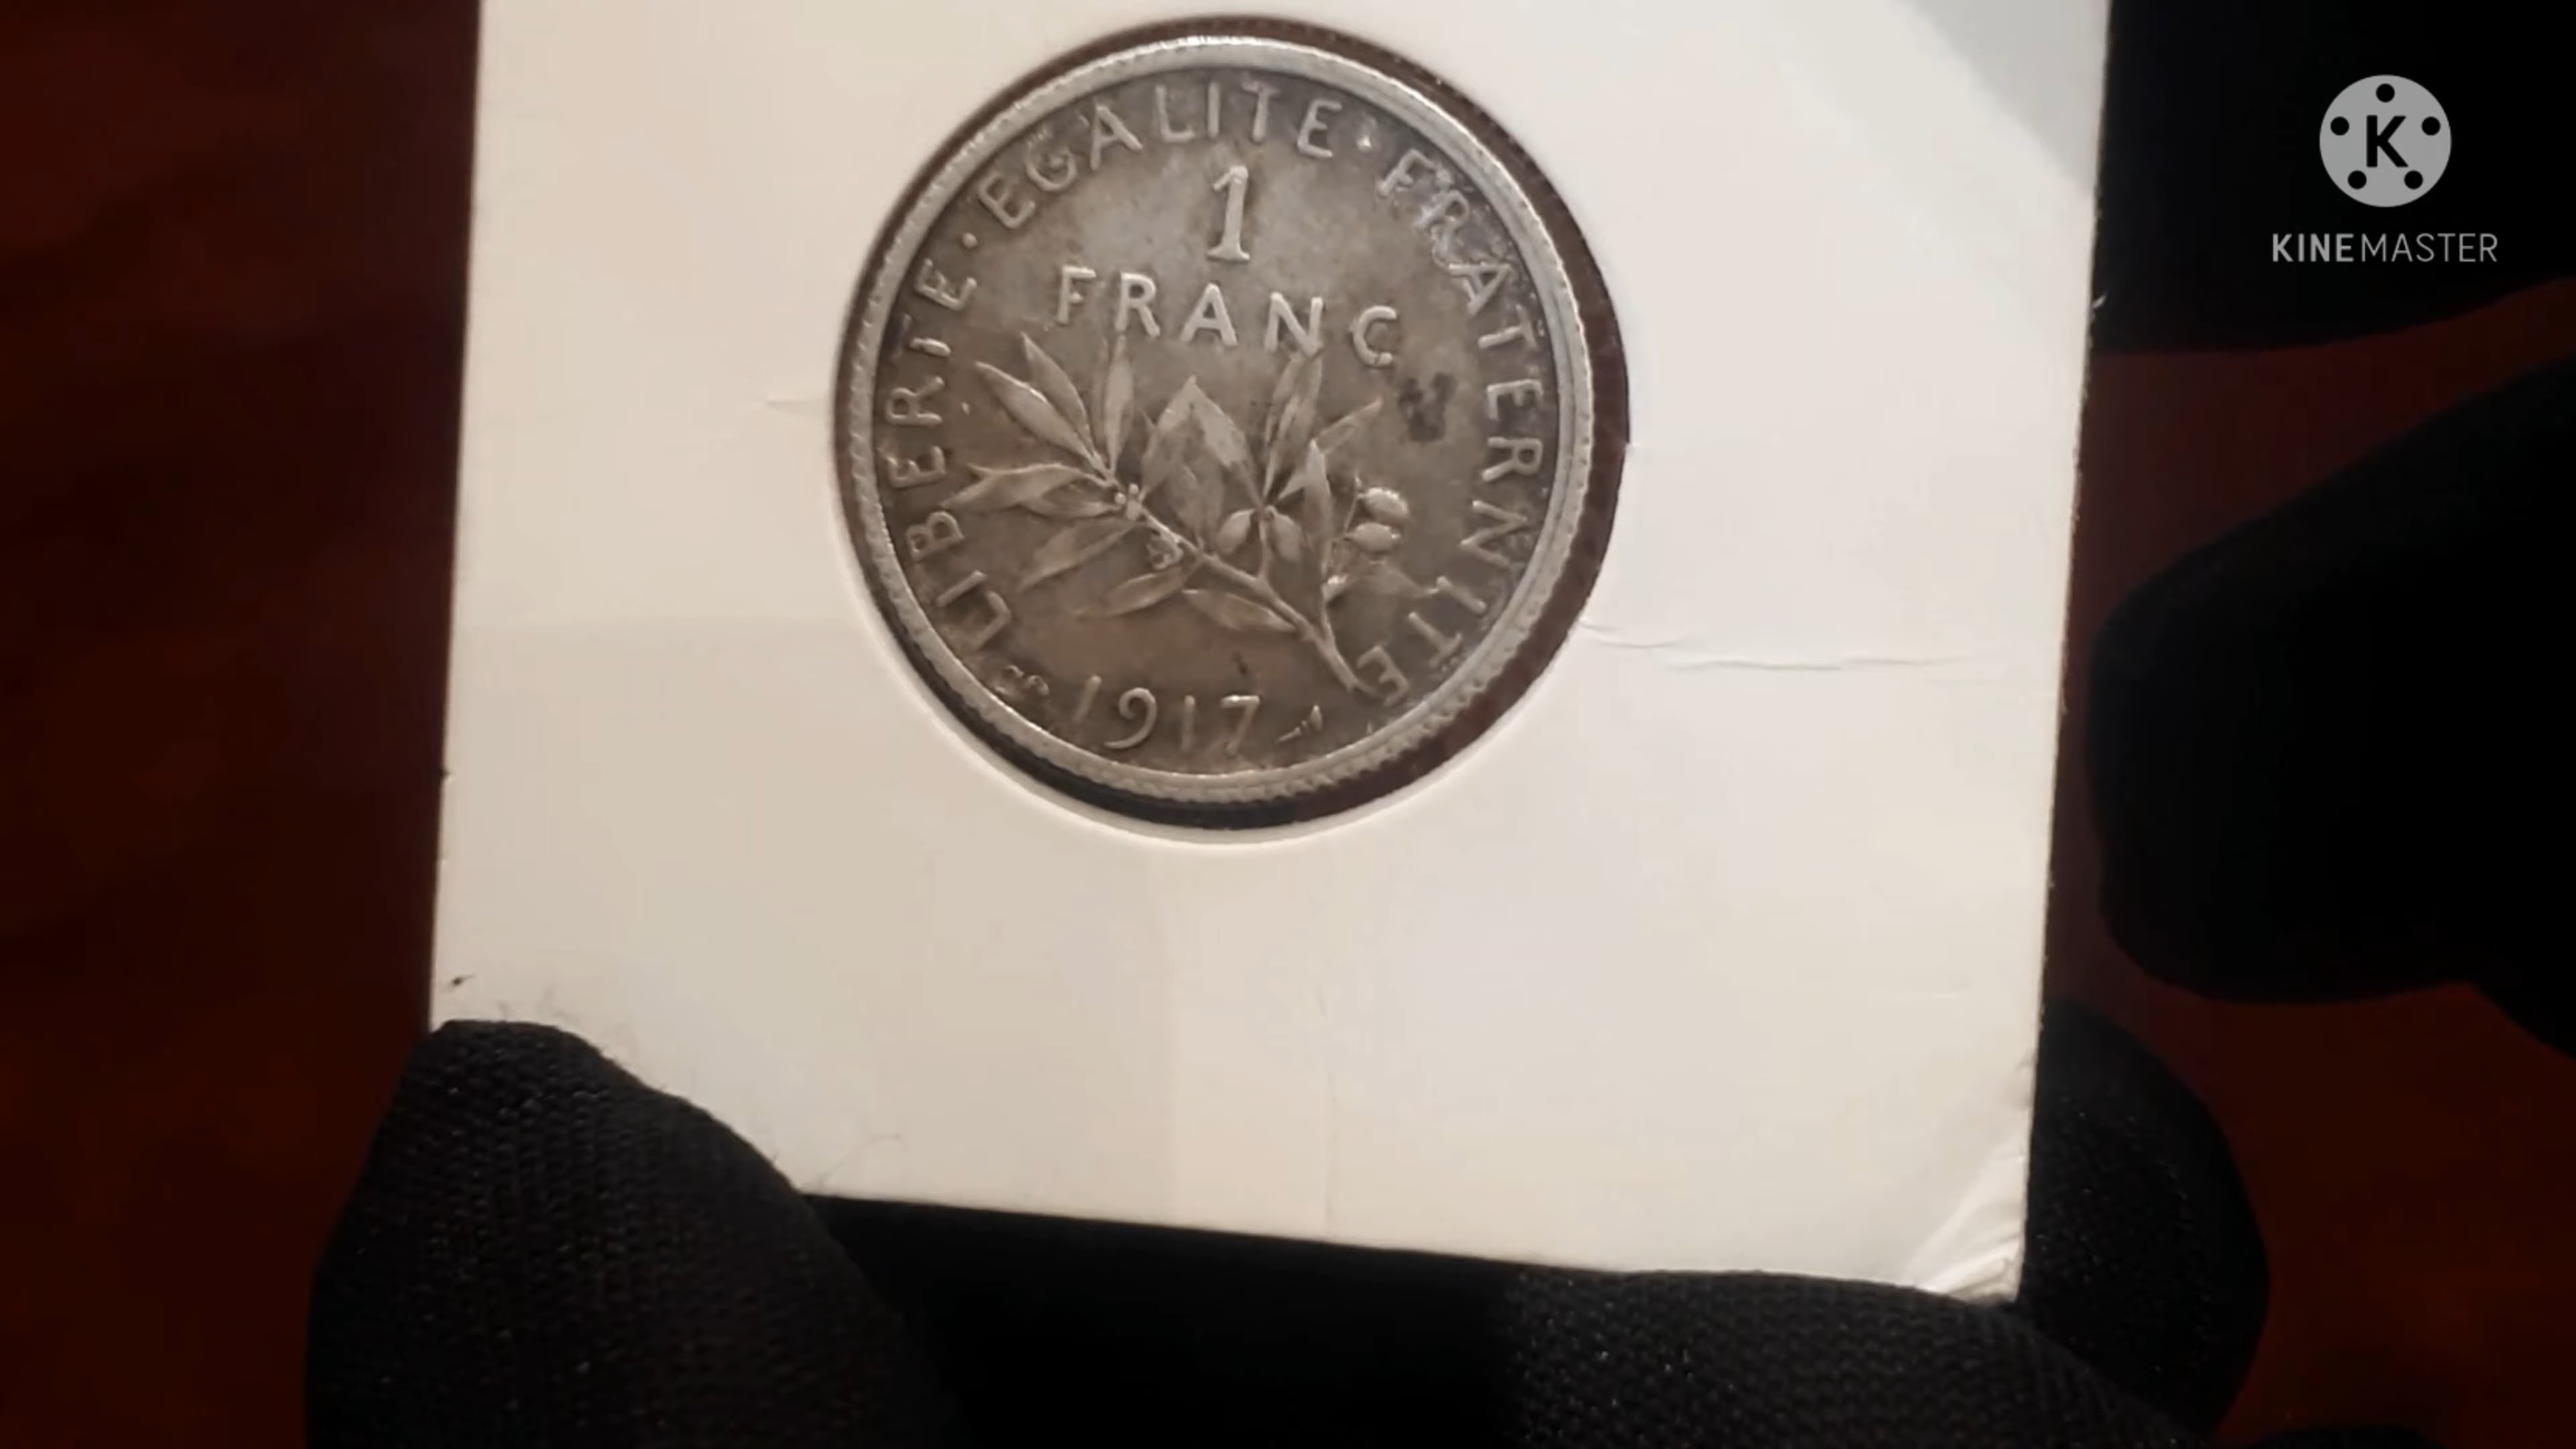 LIBERTE · EGALITE · FRATERNITE
1
FRANC
1917
K
KINEMASTER